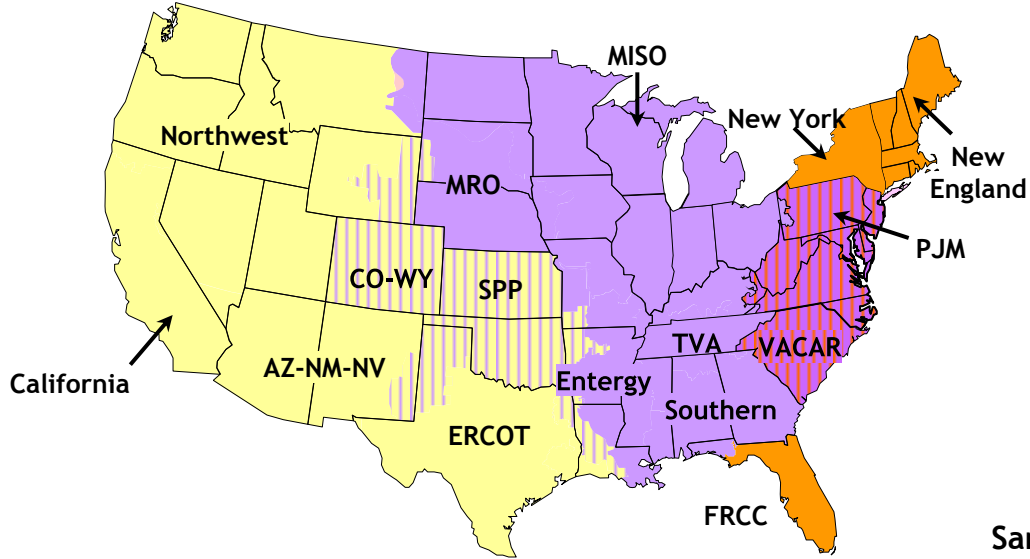 MISO
New York
Northwest
New
England
MRO
PJM
CO-WY
SPP
TVA
VACAR
AZ-NM-NV
California
Entergy
Southern
ERCOT
FRCC